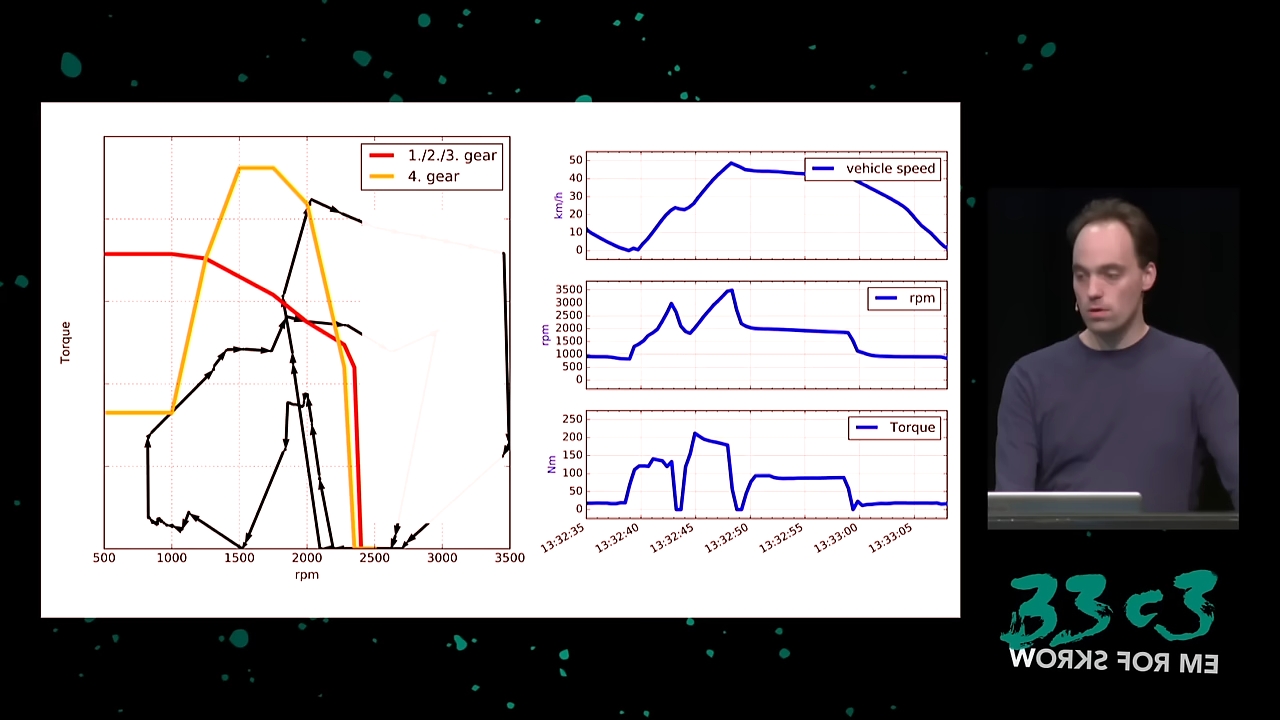 1./2./3. gear
4. gear
Torque
500 1000 1500 2000 2500 3000 3500
rpm
vehicle speed
km/h
50
40
30
20
10
0
rpm
rpm
3500
3000
2500
2000
1500
1000
500
0
Torque
Nm
250
200
150
100
50
0
13:32:35 13:32:40 13:32:45 13:32:50 13:32:55 13:33:00 13:33:05
33c3
WORKS FOR ME